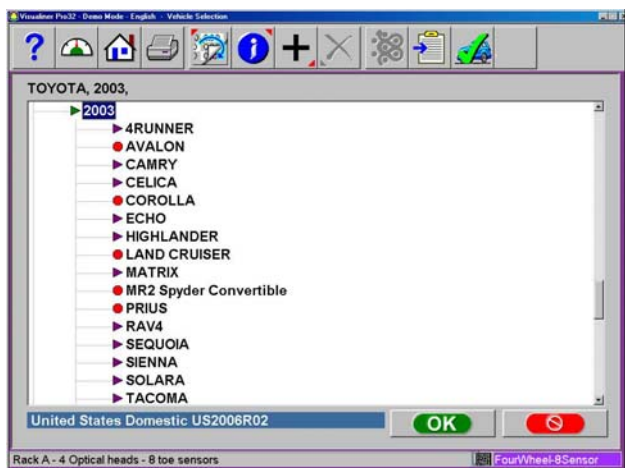 Visualiner Pro32 - Demo Mode - English - Vehicle Selection
?
i
TOYOTA, 2003,
2003
4RUNNER
AVALON
CAMRY
CELICA
COROLLA
ECHO
HIGHLANDER
LAND CRUISER
MATRIX
MR2 Spyder Convertible
PRIUS
RAV4
SEQUOIA
SIENNA
SOLARA
TACOMA
United States Domestic US2006R02
OK
Rack A - 4 Optical heads - 8 toe sensors
FourWheel-8Sensor